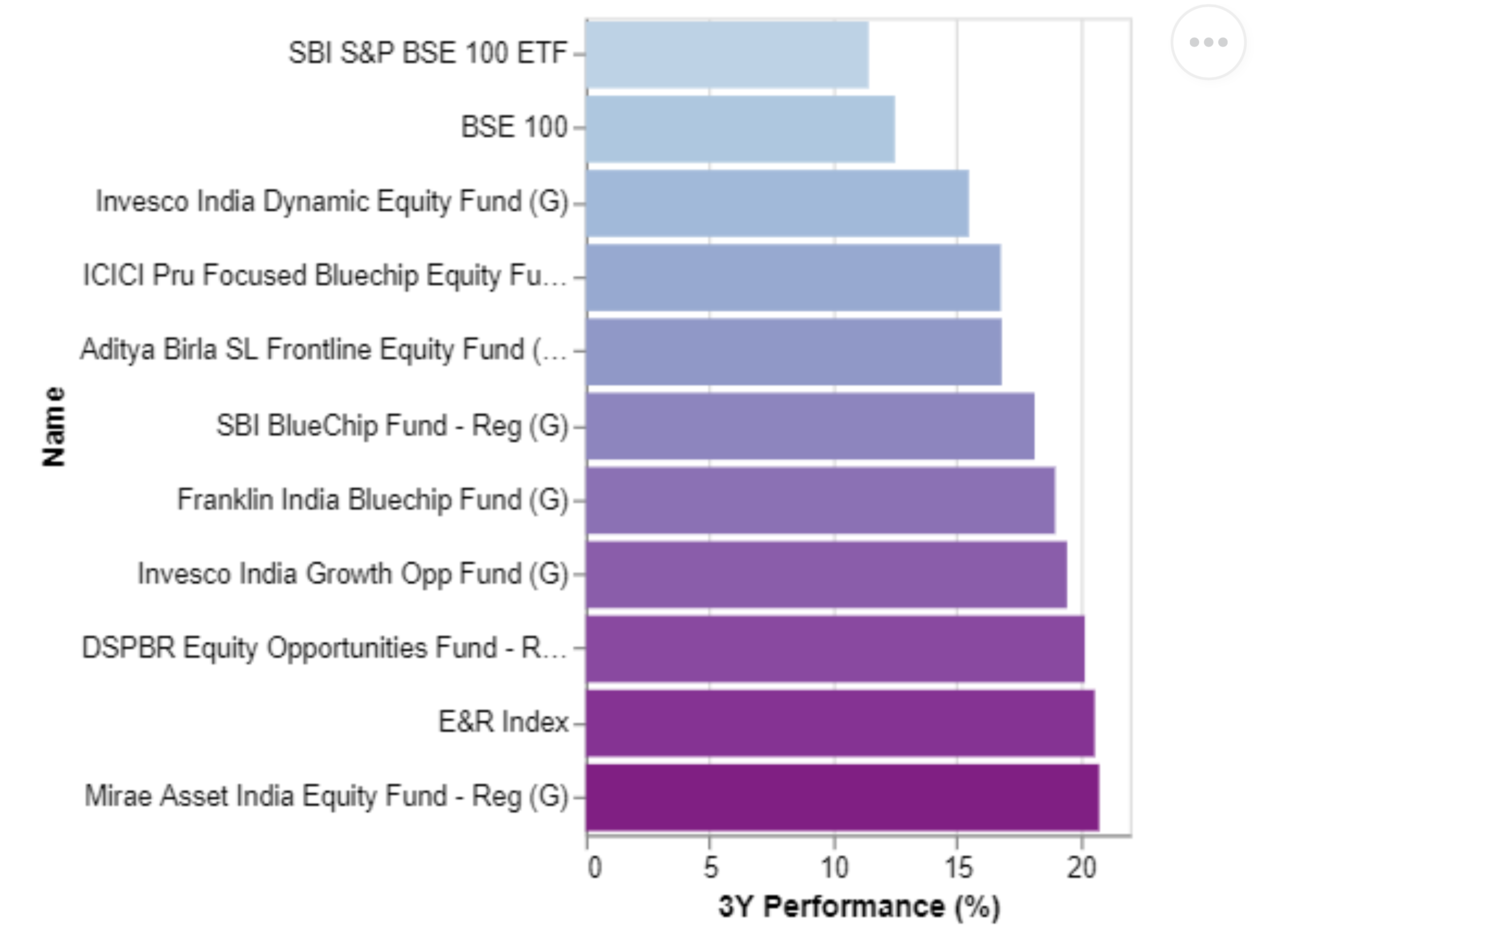 SBI S&P BSE 100 ETF
BSE 100
Invesco India Dynamic Equity Fund (G)
ICICI Pru Focused Bluechip Equity Fu…
Aditya Birla SL Frontline Equity Fund (…
SBI BlueChip Fund - Reg (G)
Franklin India Bluechip Fund (G)
Invesco India Growth Opp Fund (G)
DSPBR Equity Opportunities Fund - R…
E&R Index
Mirae Asset India Equity Fund - Reg (G)
Name
0 5 10 15 20
3Y Performance (%)